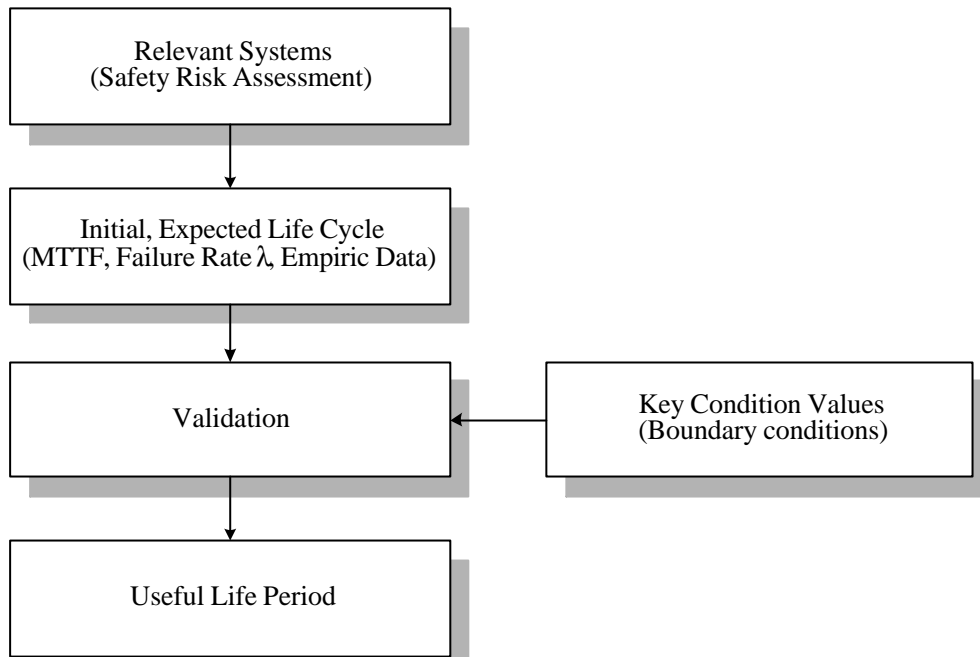 Relevant Systems
(Safety Risk Assessment)
Initial, Expected Life Cycle
(MTTF, Failure Rate λ, Empiric Data)
Validation
Key Condition Values
(Boundary conditions)
Useful Life Period